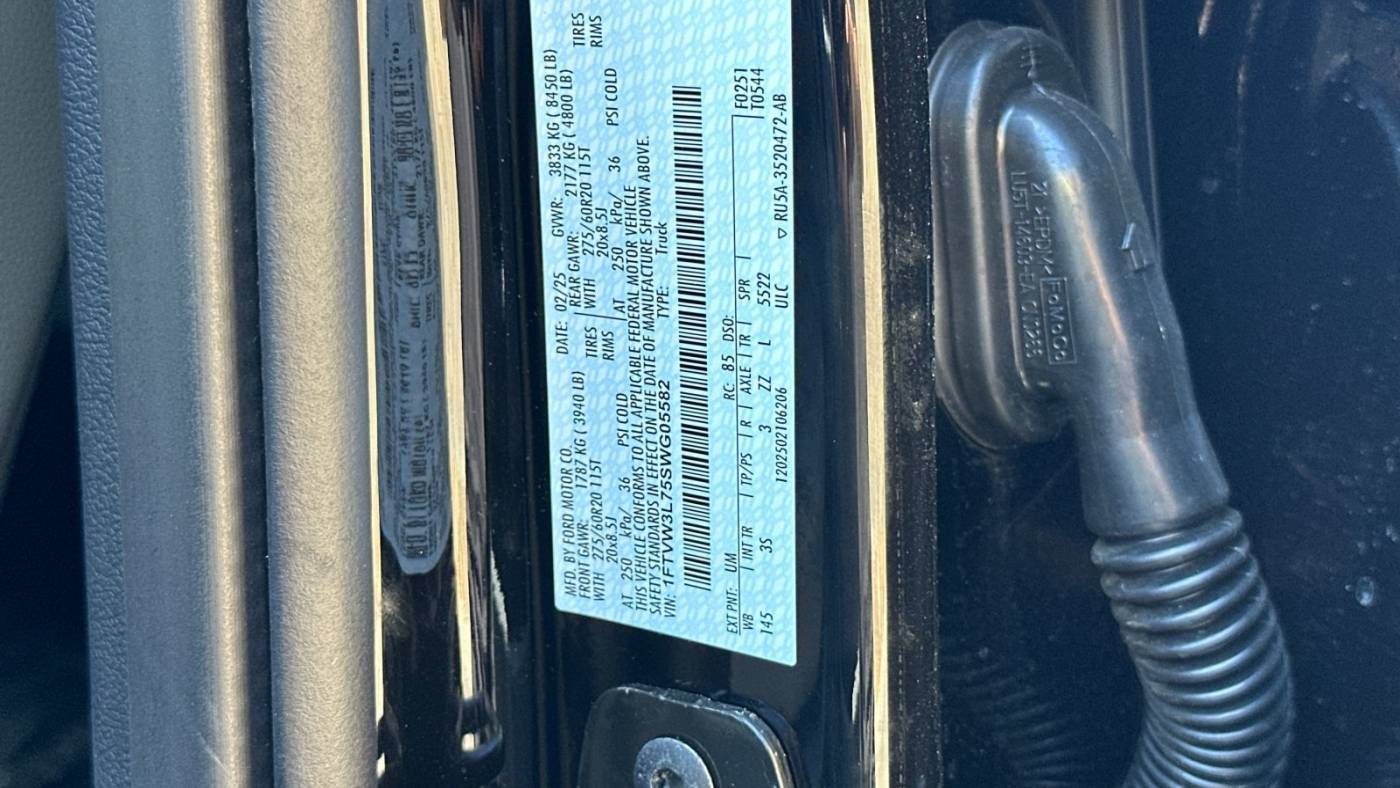 MFD. BY FORD MOTOR CO.
DATE: 02/25 GVWR: 3833 KG ( 8450 LB)
FRONT GAWR: 1787 KG ( 3940 LB)
REAR GAWR: 2177 KG ( 4800 LB)
WITH 275/60R20 115T TIRES
WITH 275/60R20 115T TIRES
20x8.5J RIMS
20x8.5J RIMS
AT 250 kPa/ 36 PSI COLD
AT 250 kPa/ 36 PSI COLD
THIS VEHICLE CONFORMS TO ALL APPLICABLE FEDERAL MOTOR VEHICLE
SAFETY STANDARDS IN EFFECT ON THE DATE OF MANUFACTURE SHOWN ABOVE.
VIN: 1FTVW3L75SWG05582 TYPE: Truck
EXT PNT: UM RC: 85 DSO: F0251
WB | INT TR | TP/PS | R | AXLE | TR | SPR | T0544
145 3S 3 ZZ L 5522
120250210620​6 ULC ▽ RU5A-3520472-AB
FoMoCo